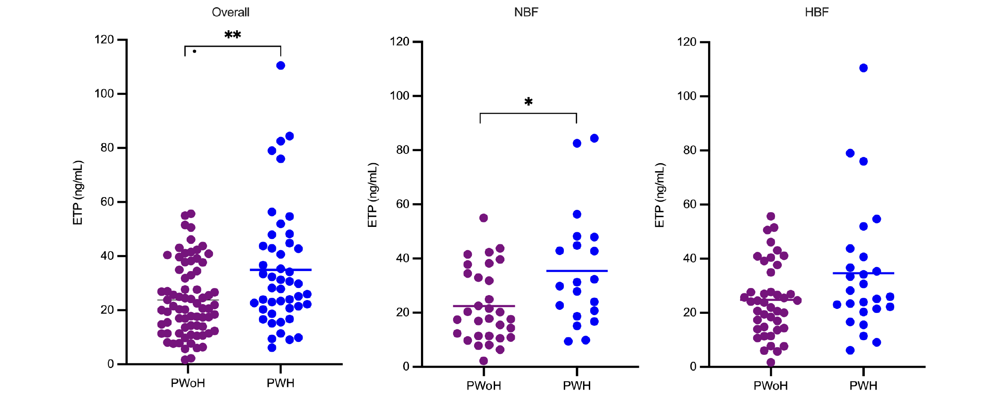 Overall
**
120
100
80
60
40
20
0
ETP (ng/mL)
PWoH
PWH
NBF
*
120
100
80
60
40
20
0
ETP (ng/mL)
PWoH
PWH
HBF
120
100
80
60
40
20
0
ETP (ng/mL)
PWoH
PWH